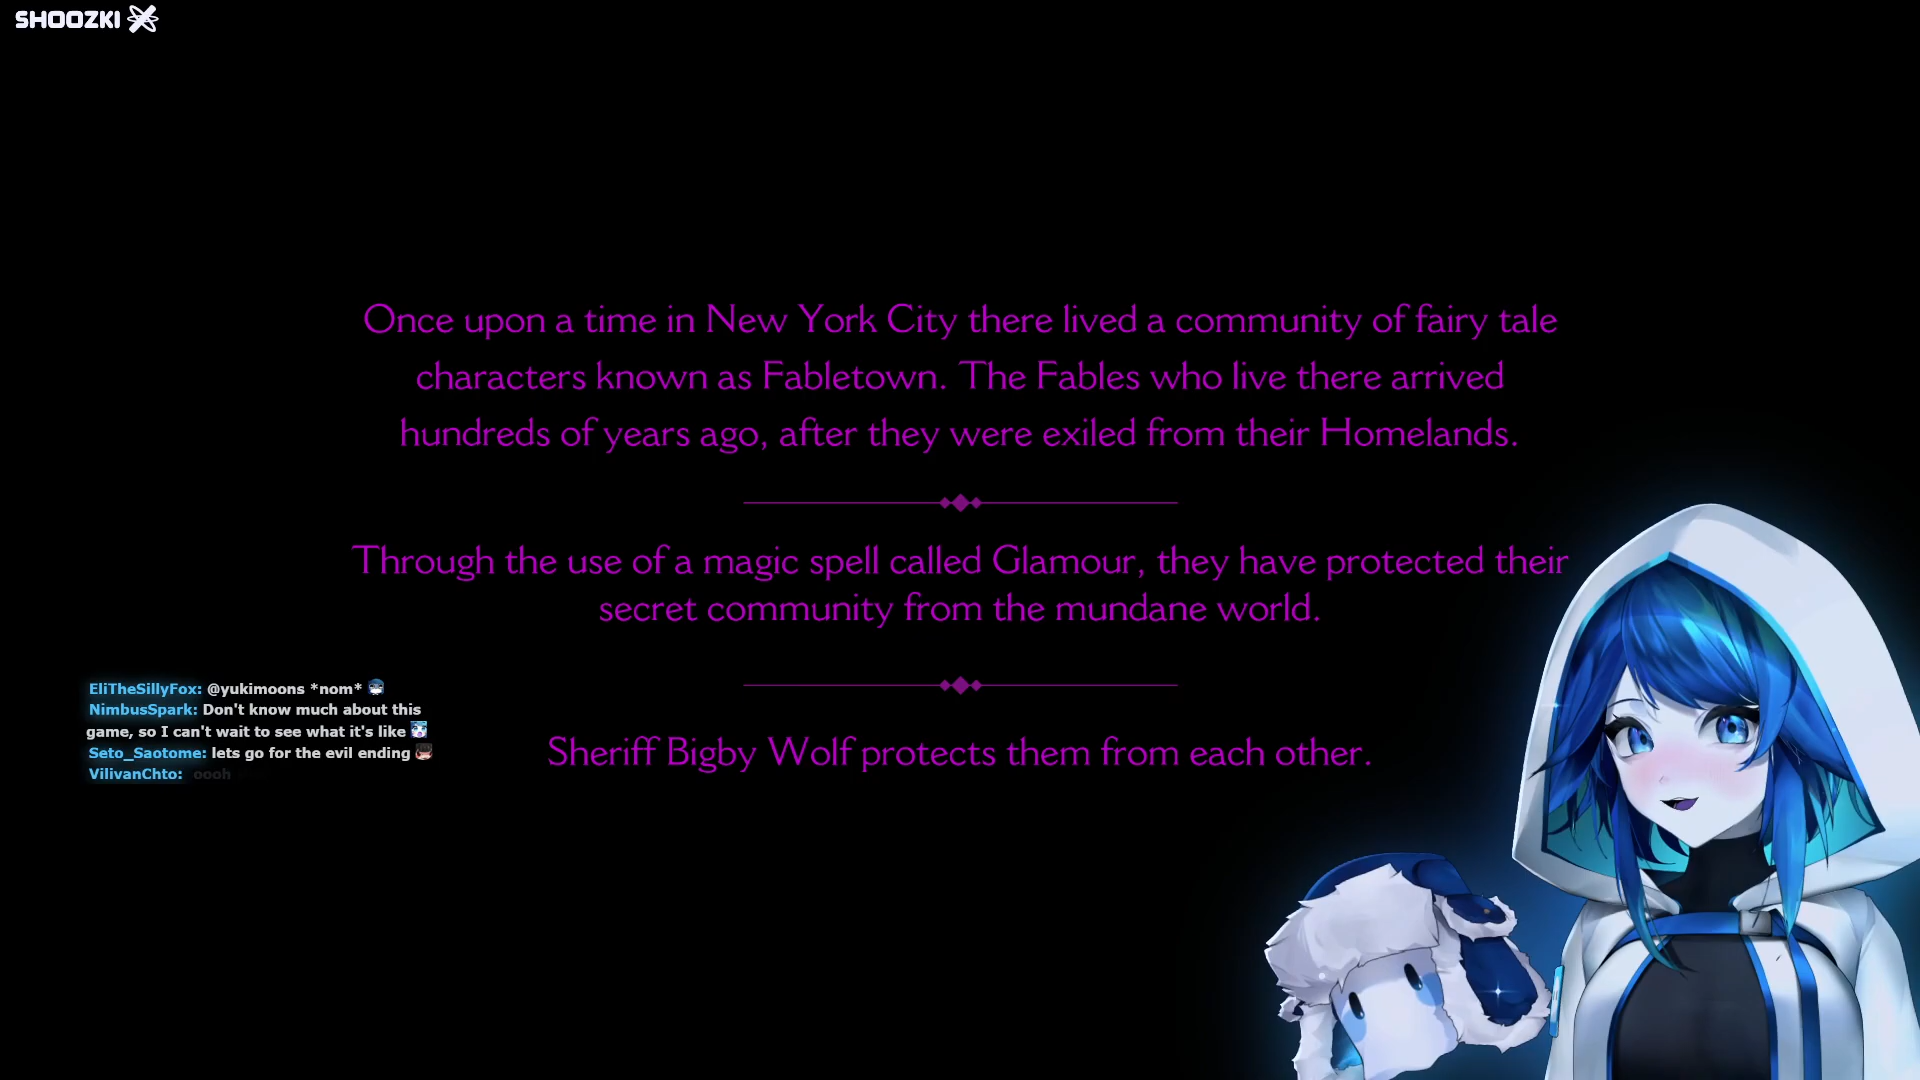 SHOOZKI
Once upon a time in New York City there lived a community of fairy tale
characters known as Fabletown. The Fables who live there arrived
hundreds of years ago, after they were exiled from their Homelands.
Through the use of a magic spell called Glamour, they have protected their
secret community from the mundane world.
Sheriff Bigby Wolf protects them from each other.
EliTheSillyFox: @yukimoons *nom*
NimbusSpark: Don't know much about this
game, so I can't wait to see what it's like
Seto_Saotome: lets go for the evil ending
VilivanChto: oooh